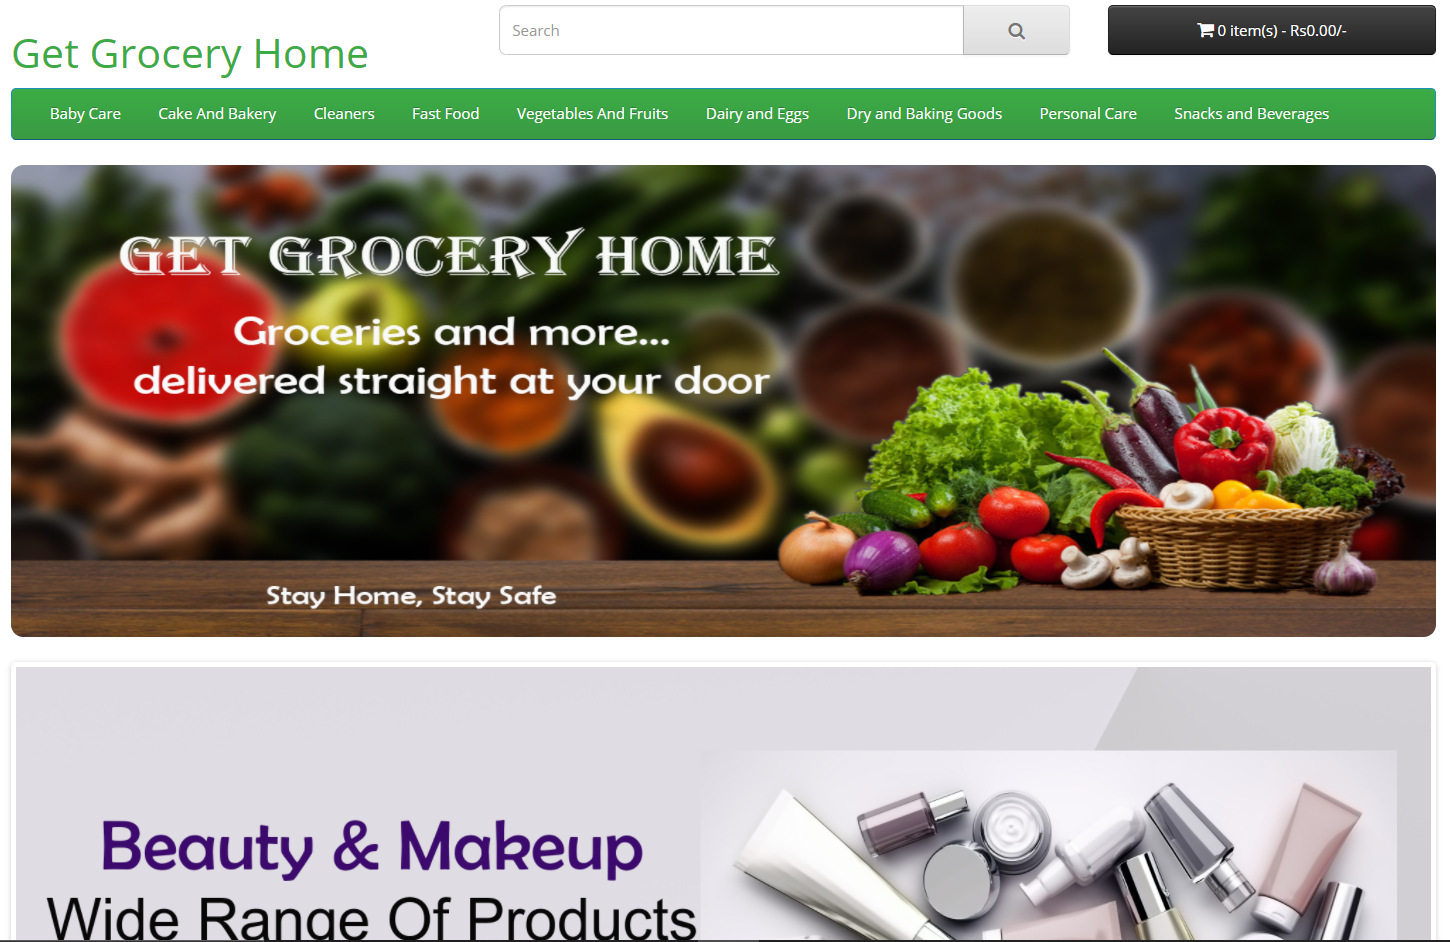 Get Grocery Home
Search
0 item(s) - Rs0.00/-
Baby Care
Cake And Bakery
Cleaners
Fast Food
Vegetables And Fruits
Dairy and Eggs
Dry and Baking Goods
Personal Care
Snacks and Beverages
GET GROCERY HOME
Groceries and more...
delivered straight at your door
Stay Home, Stay Safe
Beauty & Makeup
Wide Range Of Products